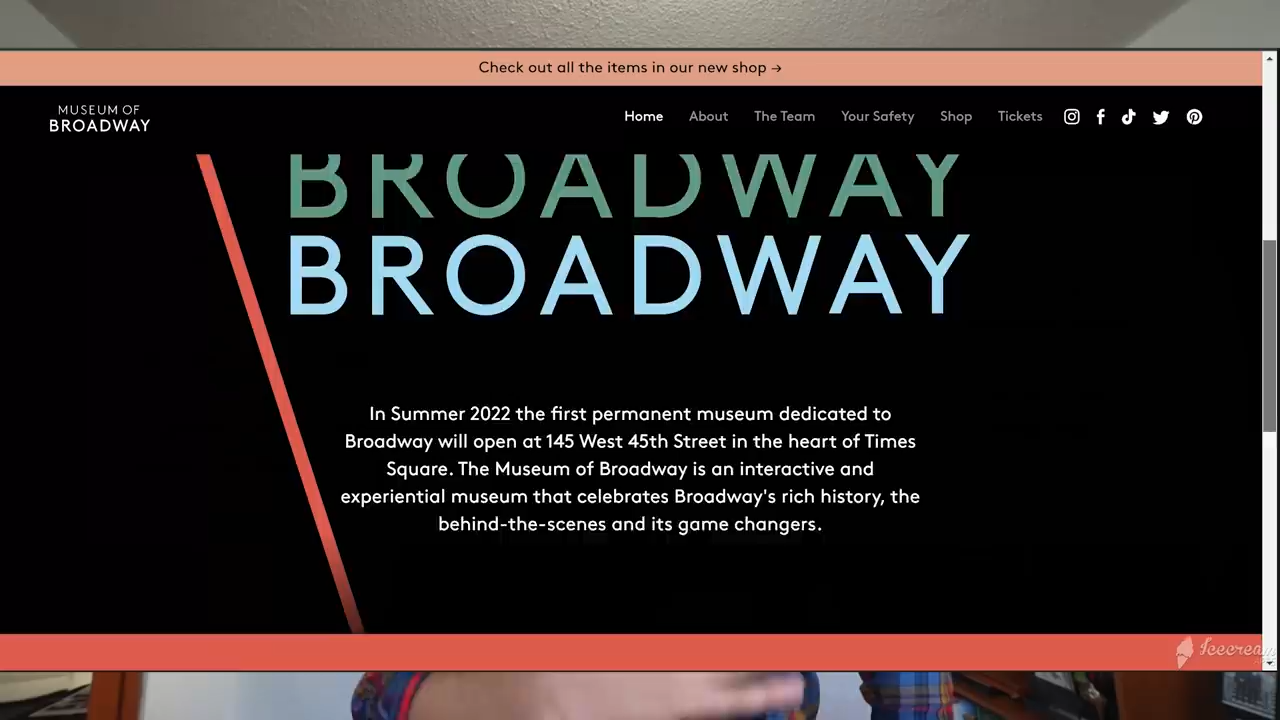 Check out all the items in our new shop →
MUSEUM OF
BROADWAY
Home About The Team Your Safety Shop Tickets
BROADWAY
BROADWAY
In Summer 2022 the first permanent museum dedicated to
Broadway will open at 145 West 45th Street in the heart of Times
Square. The Museum of Broadway is an interactive and
experiential museum that celebrates Broadway's rich history, the
behind-the-scenes and its game changers.
Icecream